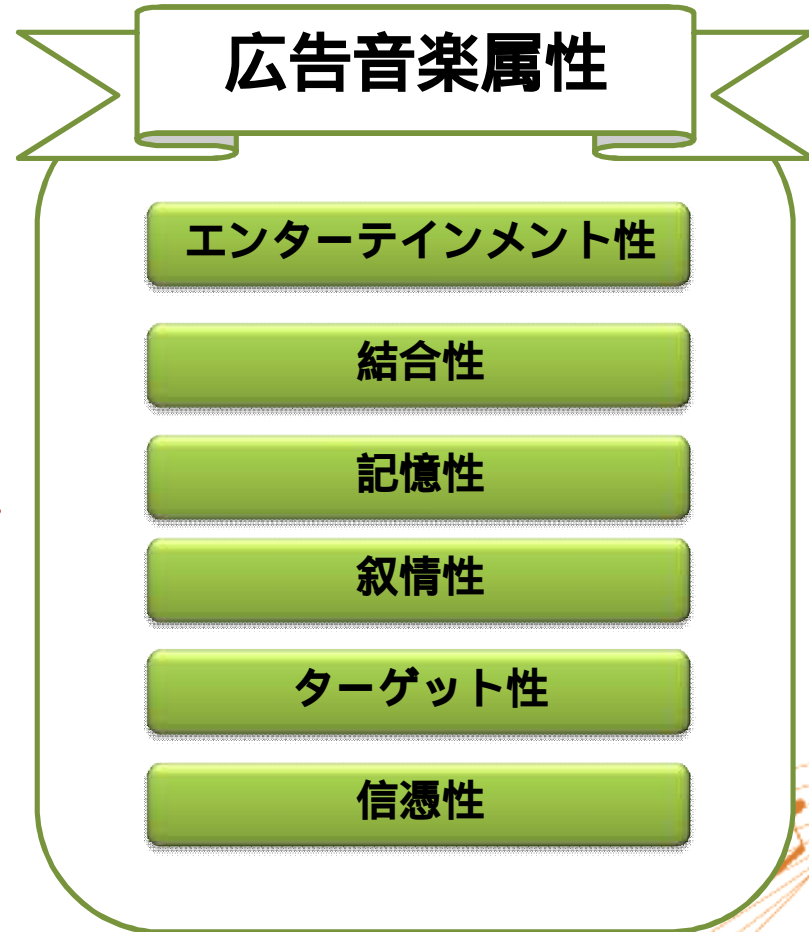 広告音楽属性
エンターテインメント性
結合性
記憶性
叙情性
ターゲット性
信憑性